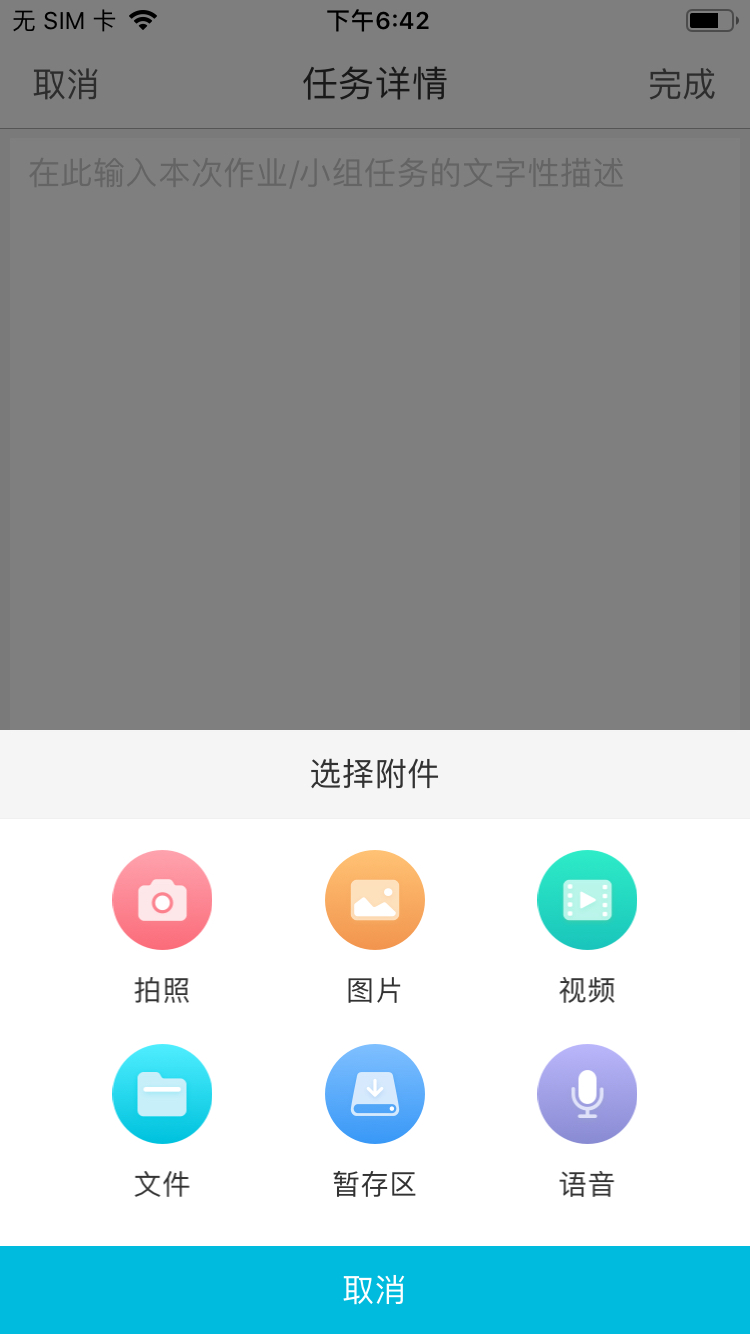 无 SIM 卡 下午6:42
取消 任务详情 完成
在此输入本次作业/小组任务的文字性描述
选择附件
拍照 图片 视频
文件 暂存区 语音
取消